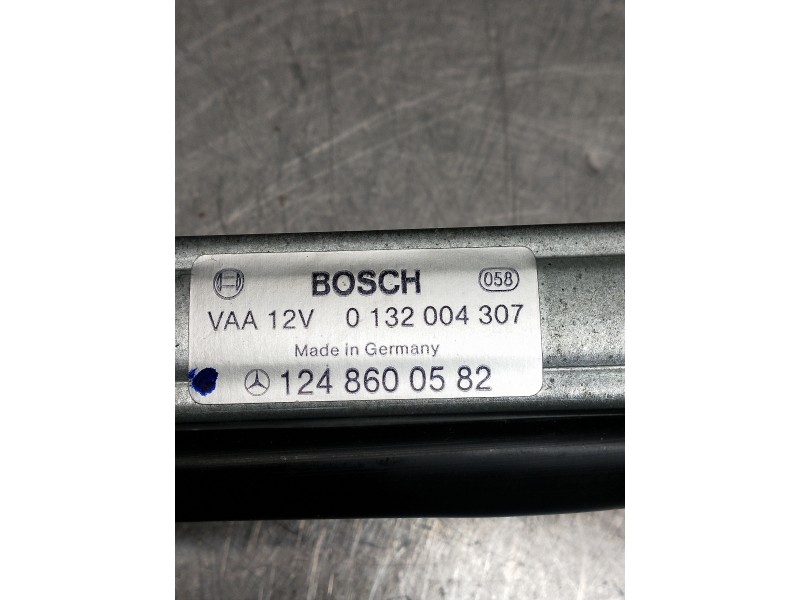 BOSCH 058
VAA 12V 0 132 004 307
Made in Germany
124 860 05 82